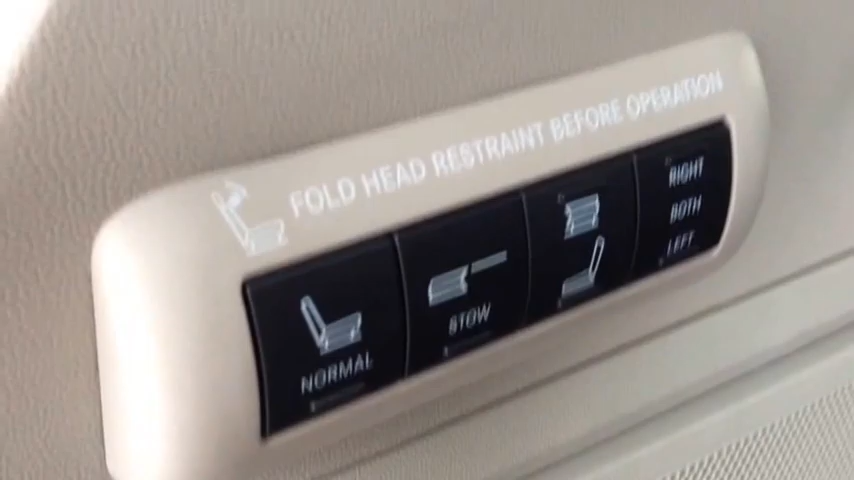 FOLD HEAD RESTRAINT BEFORE OPERATION
NORMAL
STOW
RIGHT
BOTH
LEFT